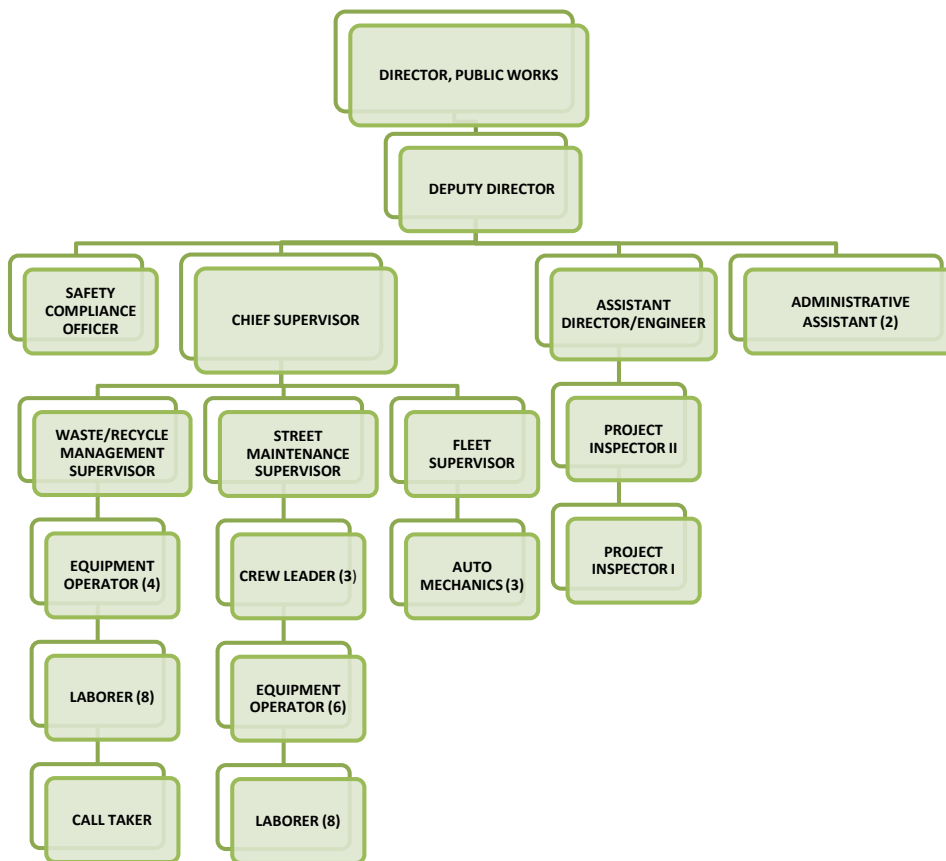 DIRECTOR, PUBLIC WORKS
DEPUTY DIRECTOR
SAFETY
COMPLIANCE
OFFICER
CHIEF SUPERVISOR
ASSISTANT
DIRECTOR/ENGINEER
ADMINISTRATIVE
ASSISTANT (2)
WASTE/RECYCLE
MANAGEMENT
SUPERVISOR
STREET
MAINTENANCE
SUPERVISOR
FLEET
SUPERVISOR
PROJECT
INSPECTOR II
EQUIPMENT
OPERATOR (4)
CREW LEADER (3)
AUTO
MECHANICS (3)
PROJECT
INSPECTOR I
LABORER (8)
EQUIPMENT
OPERATOR (6)
CALL TAKER
LABORER (8)